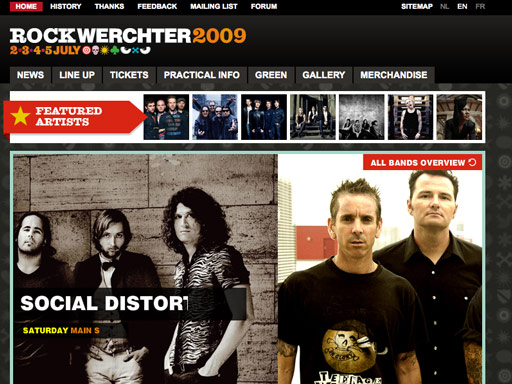 HOME HISTORY THANKS FEEDBACK MAILING LIST FORUM SITEMAP NL EN FR
ROCKWERCHTER2009
2•3•4•5 JULY
NEWS LINE UP TICKETS PRACTICAL INFO GREEN GALLERY MERCHANDISE
FEATURED
ARTISTS
ALL BANDS OVERVIEW
SOCIAL DISTORT
SATURDAY MAIN S